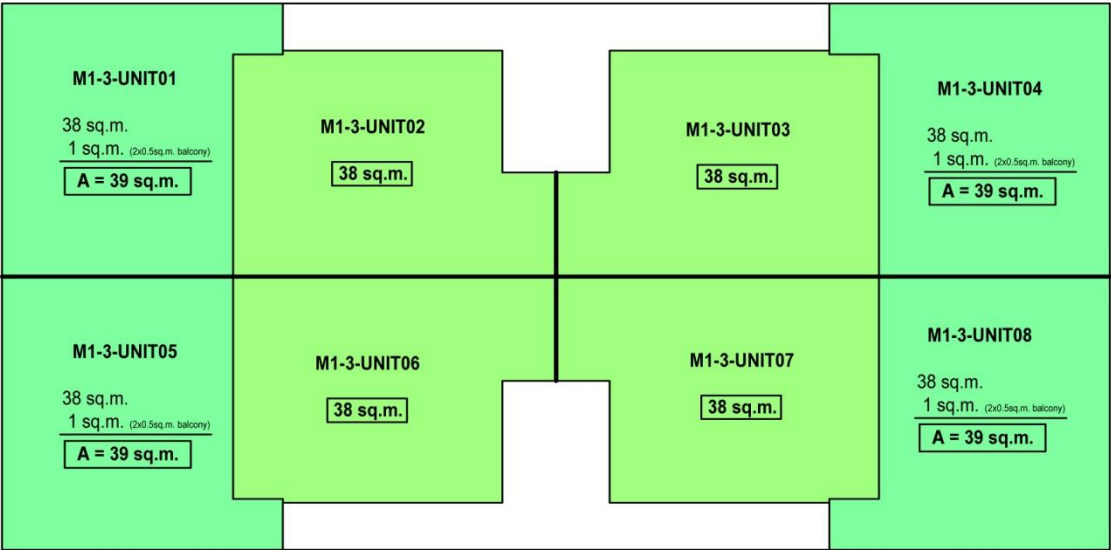 M1-3-UNIT01
38 sq.m.
1 sq.m. (2x0.5sq.m. balcony)
A = 39 sq.m.
M1-3-UNIT02
38 sq.m.
M1-3-UNIT03
38 sq.m.
M1-3-UNIT04
38 sq.m.
1 sq.m. (2x0.5sq.m. balcony)
A = 39 sq.m.
M1-3-UNIT05
38 sq.m.
1 sq.m. (2x0.5sq.m. balcony)
A = 39 sq.m.
M1-3-UNIT06
38 sq.m.
M1-3-UNIT07
38 sq.m.
M1-3-UNIT08
38 sq.m.
1 sq.m. (2x0.5sq.m. balcony)
A = 39 sq.m.